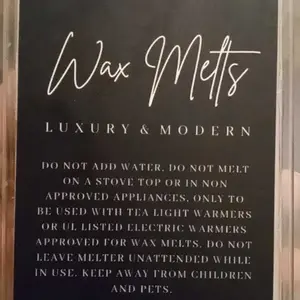 Wax Melts
LUXURY & MODERN
DO NOT ADD WATER. DO NOT MELT
ON A STOVE TOP OR IN NON
APPROVED APPLIANCES, ONLY TO
BE USED WITH TEA LIGHT WARMERS
OR UL LISTED ELECTRIC WARMERS
APPROVED FOR WAX MELTS. DO NOT
LEAVE MELTER UNATTENDED WHILE
IN USE. KEEP AWAY FROM CHILDREN
AND PETS.